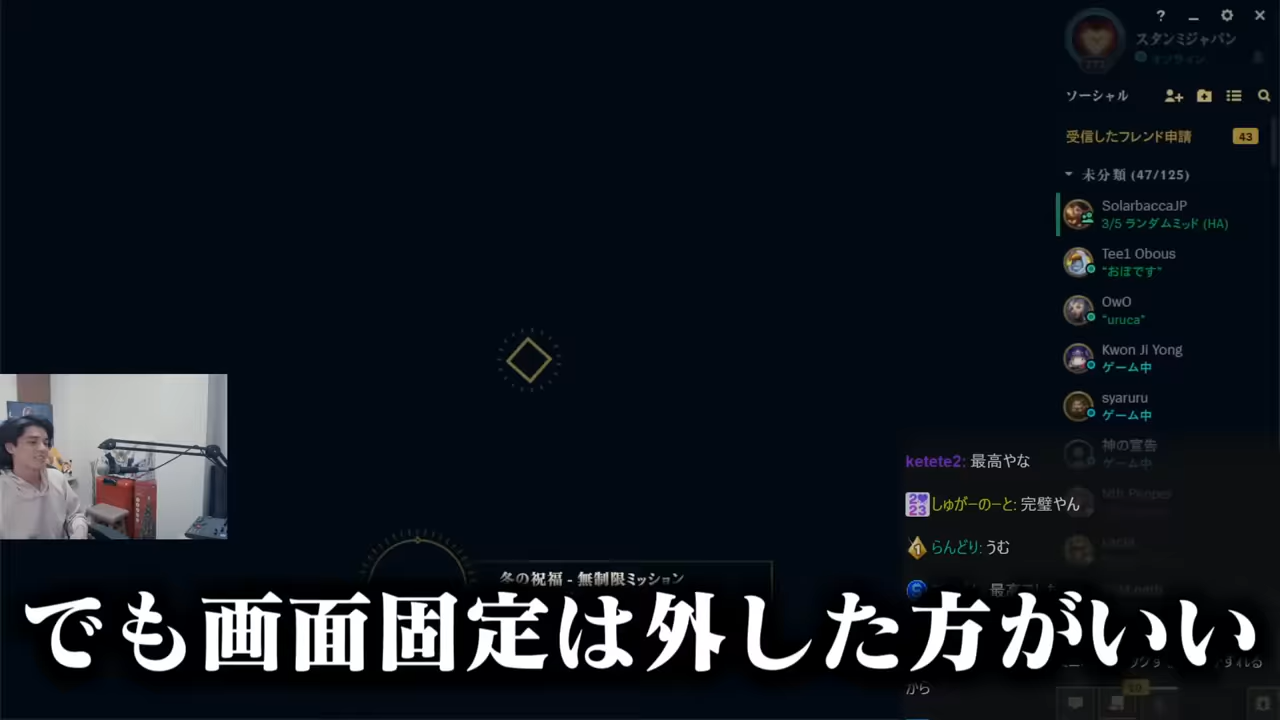 スタンミジャパン
オンライン
ソーシャル
受信したフレンド申請
43
未分類 (47/125)
SolarbaccaJP
3/5 ランダムミッド (HA)
Tee1 Obous
"おぼです"
OwO
"uruca"
Kwon Ji Yong
ゲーム中
syaruru
ゲーム中
神の宣告
ゲーム中
ketete2: 最高やな
しゅがーのーと: 完璧やん
らんどり: うむ
冬の祝福 - 無制限ミッション
でも画面固定は外した方がいい
から